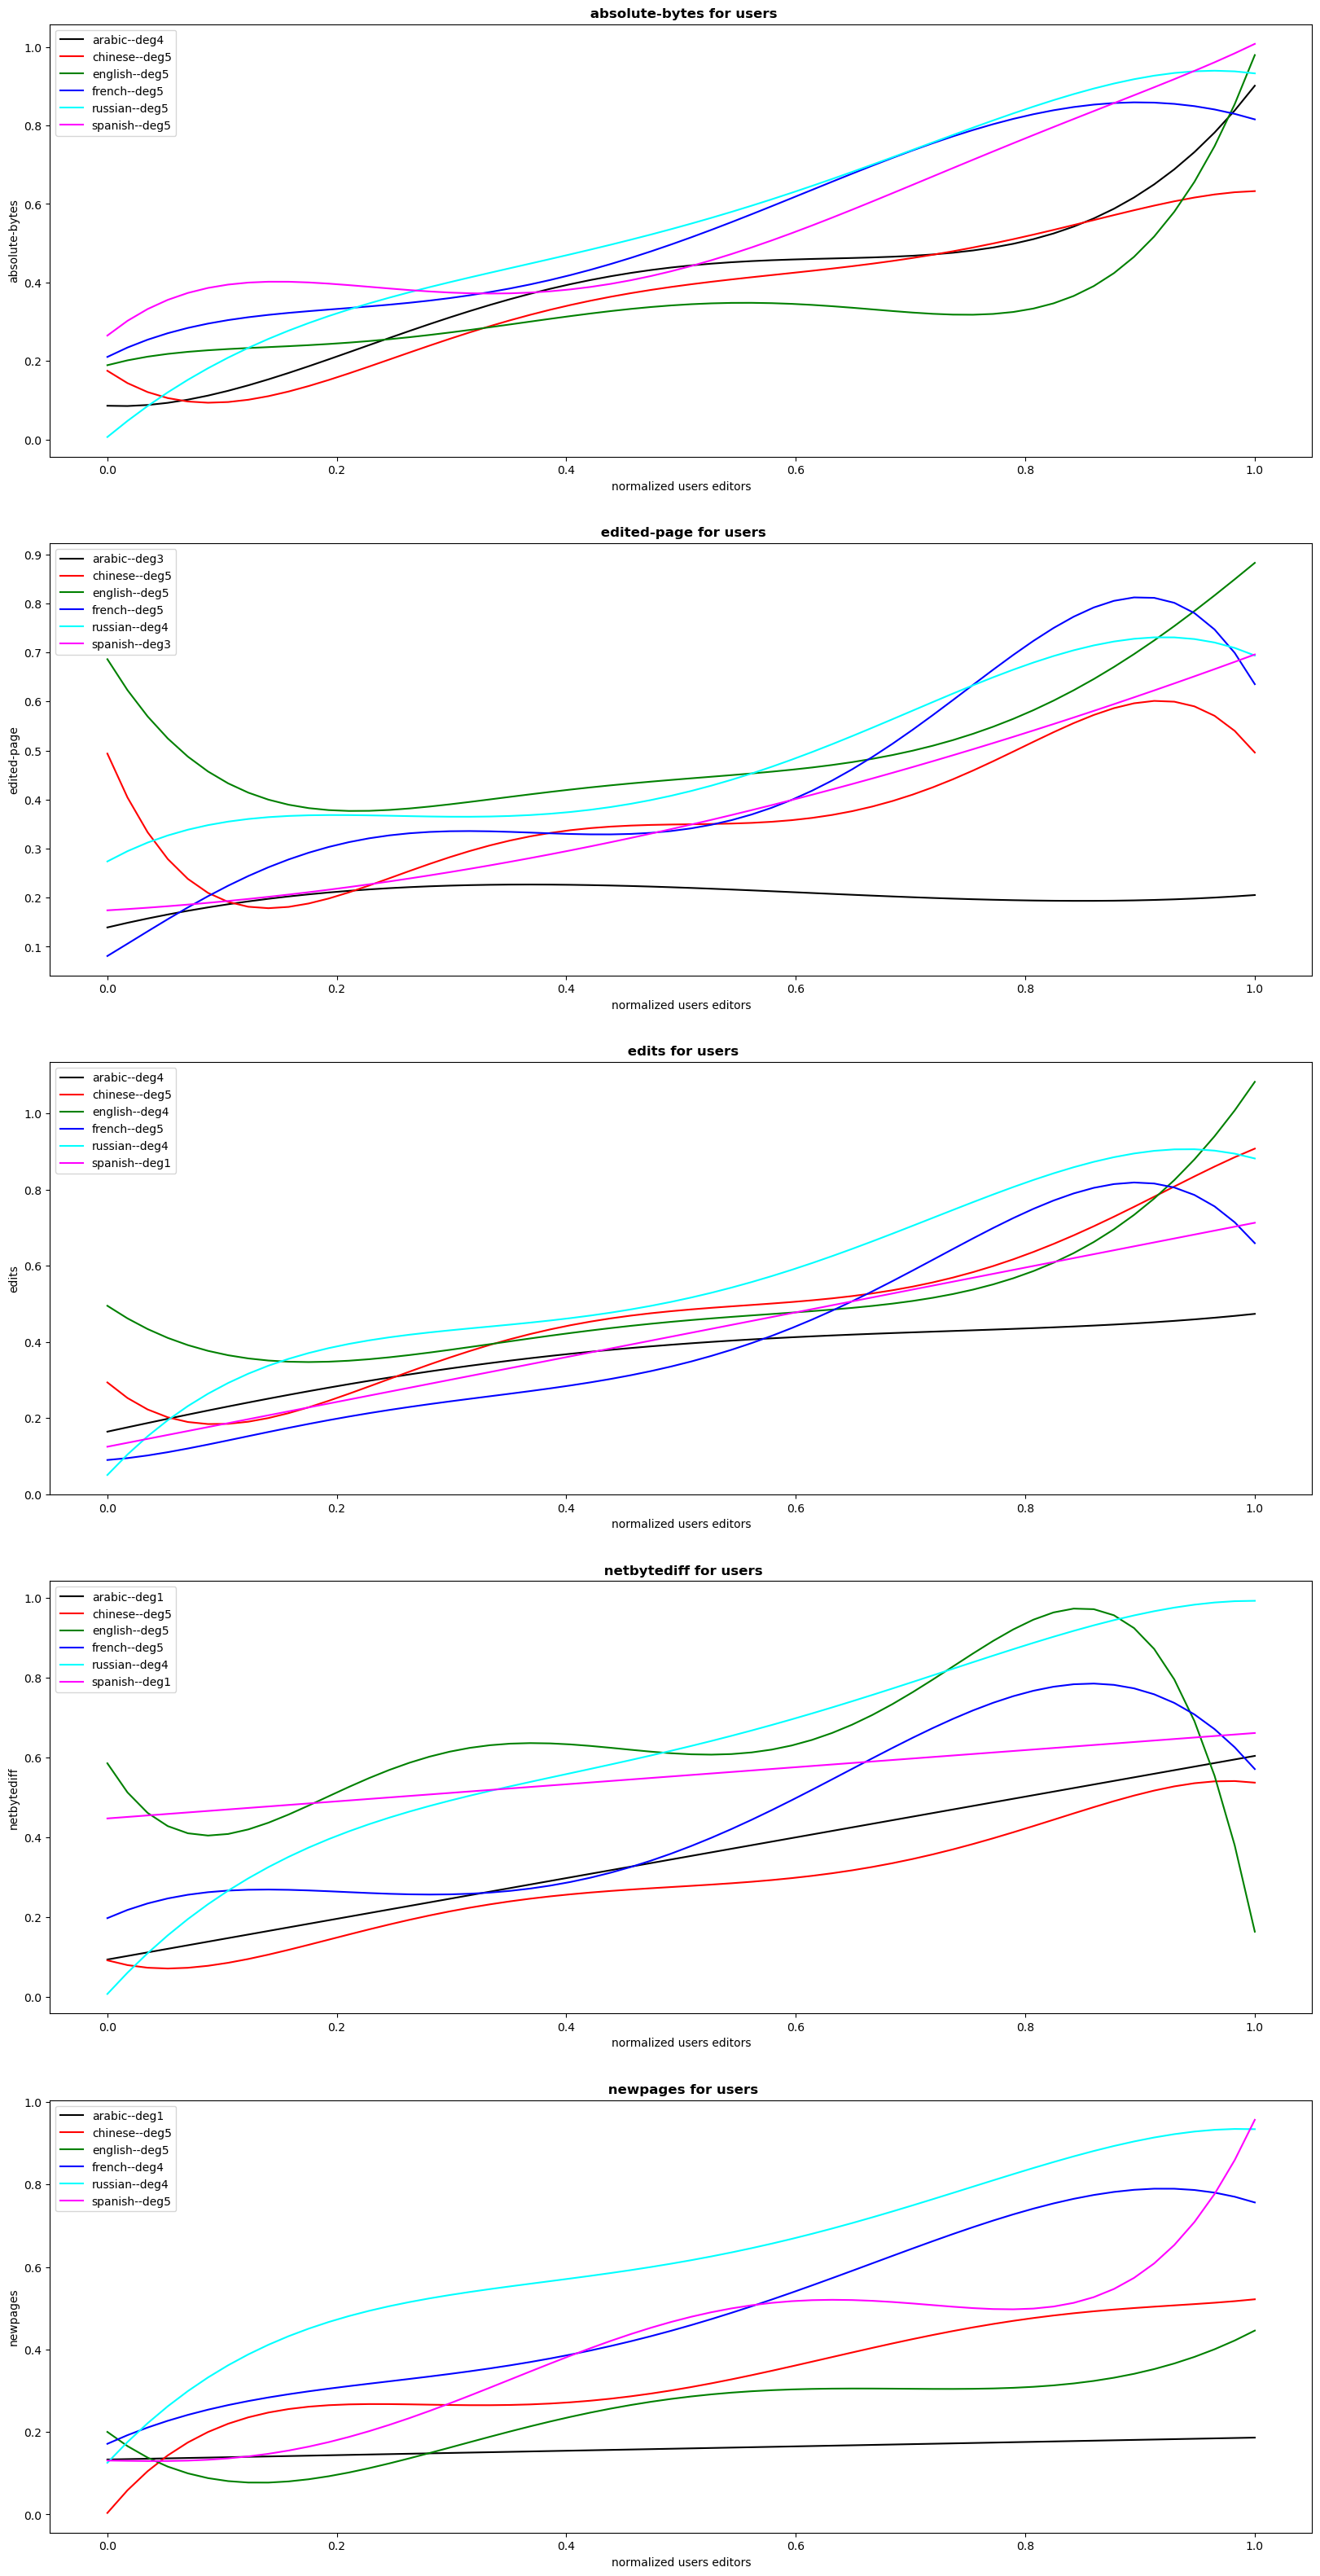 absolute-bytes for users
arabic--deg4
chinese--deg5
english--deg5
french--deg5
russian--deg5
spanish--deg5
absolute-bytes
1.0
0.8
0.6
0.4
0.2
0.0
0.0 0.2 0.4 0.6 0.8 1.0
normalized users editors
edited-page for users
arabic--deg3
chinese--deg5
english--deg5
french--deg5
russian--deg4
spanish--deg3
edited-page
0.9
0.8
0.7
0.6
0.5
0.4
0.3
0.2
0.1
0.0 0.2 0.4 0.6 0.8 1.0
normalized users editors
edits for users
arabic--deg4
chinese--deg5
english--deg4
french--deg5
russian--deg4
spanish--deg1
edits
1.0
0.8
0.6
0.4
0.2
0.0
0.0 0.2 0.4 0.6 0.8 1.0
normalized users editors
netbytediff for users
arabic--deg1
chinese--deg5
english--deg5
french--deg5
russian--deg4
spanish--deg1
netbytediff
1.0
0.8
0.6
0.4
0.2
0.0
0.0 0.2 0.4 0.6 0.8 1.0
normalized users editors
newpages for users
arabic--deg1
chinese--deg5
english--deg5
french--deg4
russian--deg4
spanish--deg5
newpages
1.0
0.8
0.6
0.4
0.2
0.0
0.0 0.2 0.4 0.6 0.8 1.0
normalized users editors